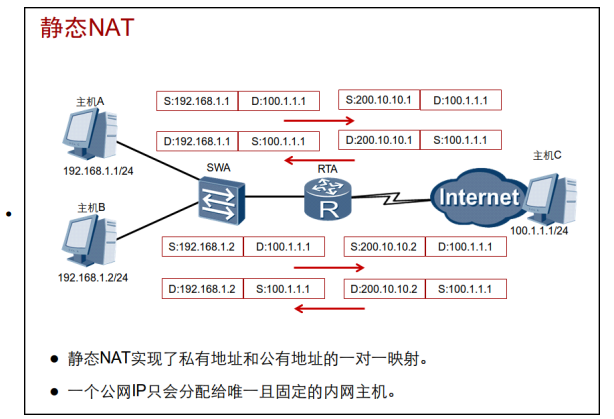 静态NAT
主机A
S:192.168.1.1 D:100.1.1.1 S:200.10.10.1 D:100.1.1.1
D:192.168.1.1 S:100.1.1.1 D:200.10.10.1 S:100.1.1.1
192.168.1.1/24
SWA
RTA
主机C
R
Internet
主机B
100.1.1.1/24
S:192.168.1.2 D:100.1.1.1 S:200.10.10.2 D:100.1.1.1
192.168.1.2/24
D:192.168.1.2 S:100.1.1.1 D:200.10.10.2 S:100.1.1.1
● 静态NAT实现了私有地址和公有地址的一对一映射。
● 一个公网IP只会分配给唯一且固定的内网主机。